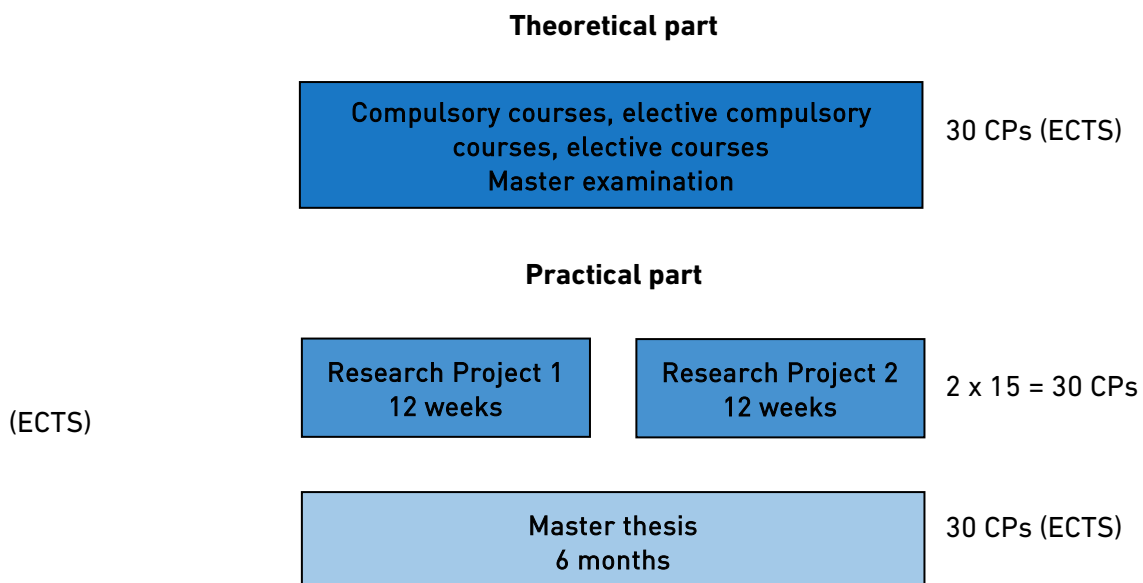 Theoretical part
Compulsory courses, elective compulsory
courses, elective courses
Master examination
30 CPs (ECTS)
Practical part
Research Project 1
12 weeks
Research Project 2
12 weeks
2 x 15 = 30 CPs
(ECTS)
Master thesis
6 months
30 CPs (ECTS)